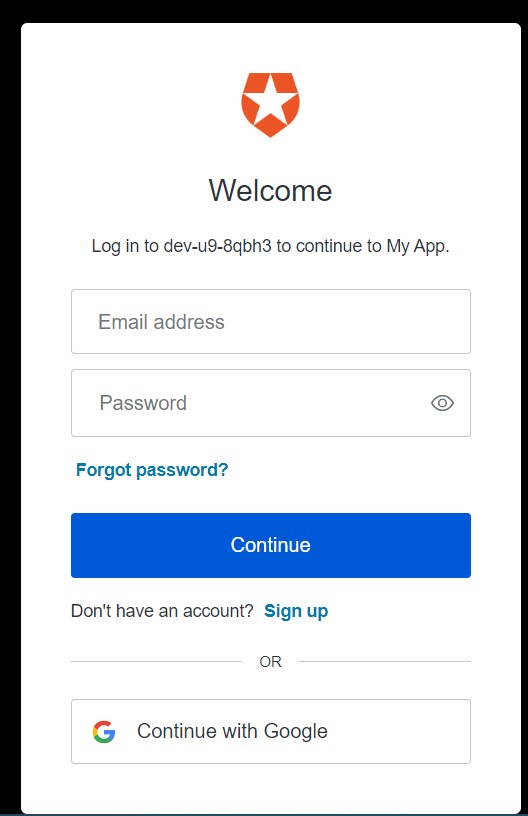 Welcome
Log in to dev-u9-8qbh3 to continue to My App.
Email address
Password
Forgot password?
Continue
Don't have an account? Sign up
OR
Continue with Google